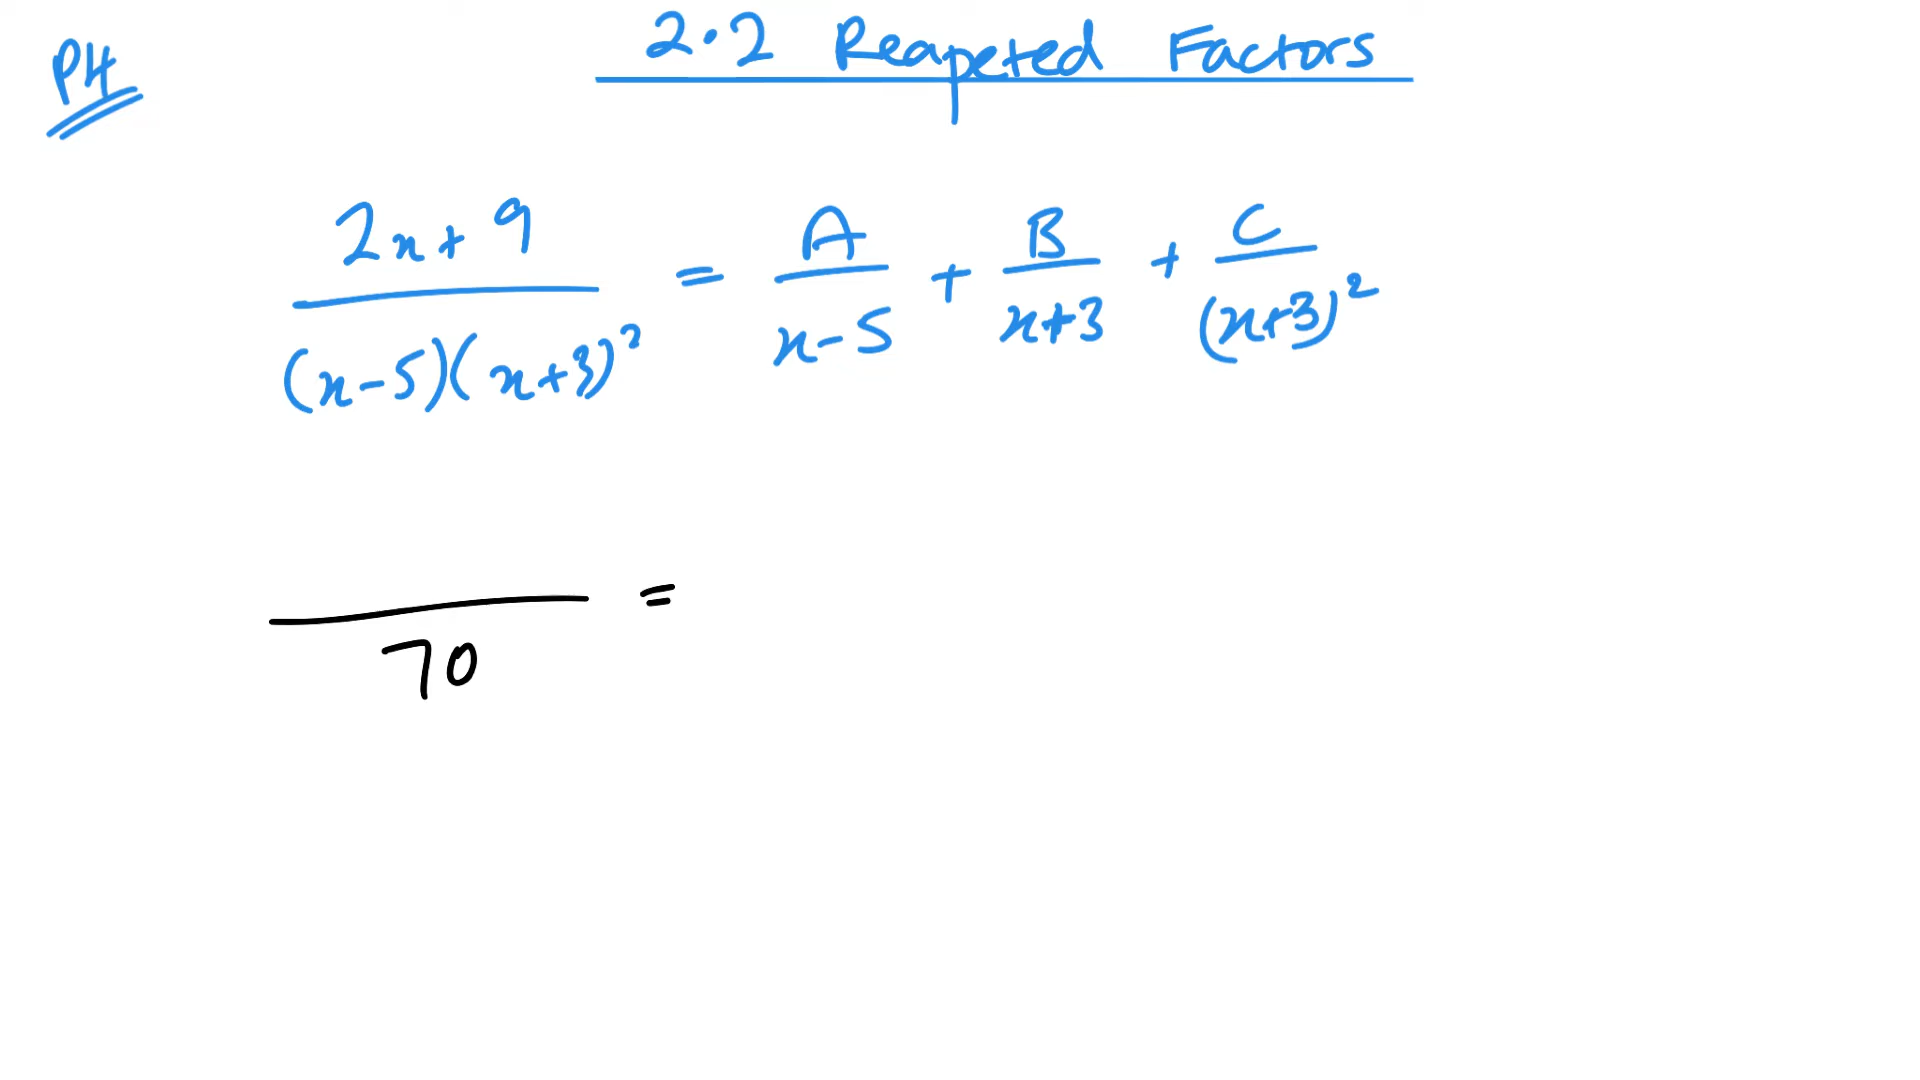 P4
2.2 Reapeted Factors
2x+9 / (x-5)(x+3)² = A / x-5 + B / x+3 + C / (x+3)²
/ 70 =